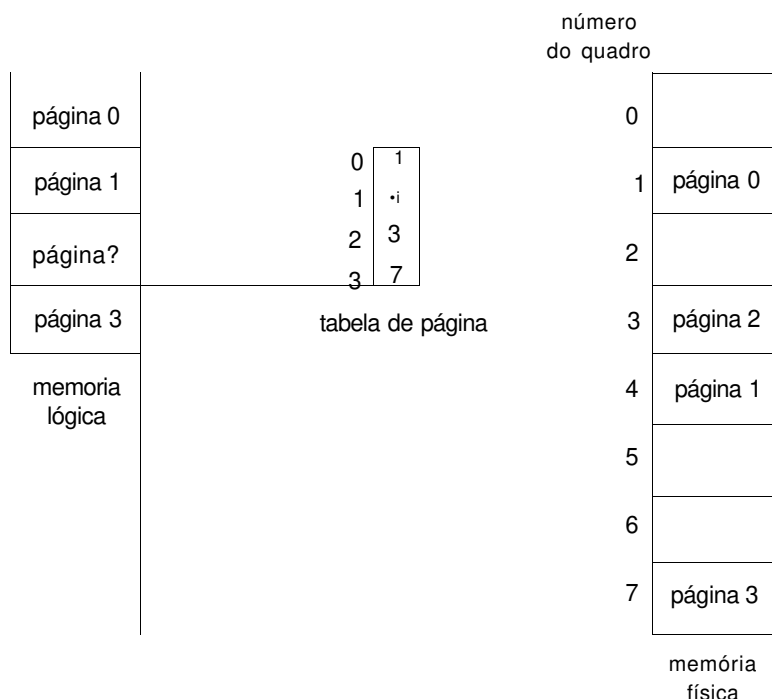 número
do quadro
página 0
página 1
página?
página 3
memoria
lógica
0 1
1 •i
2 3
3 7
tabela de página
0
1 página 0
2
3 página 2
4 página 1
5
6
7 página 3
memória
física